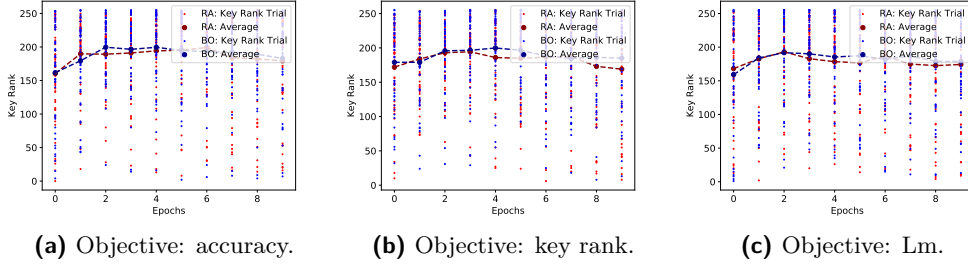 RA: Key Rank Trial
RA: Average
BO: Key Rank Trial
BO: Average
Key Rank
250
200
150
100
50
0
0 2 4 6 8
Epochs
(a) Objective: accuracy.
RA: Key Rank Trial
RA: Average
BO: Key Rank Trial
BO: Average
Key Rank
250
200
150
100
50
0
0 2 4 6 8
Epochs
(b) Objective: key rank.
RA: Key Rank Trial
RA: Average
BO: Key Rank Trial
BO: Average
Key Rank
250
200
150
100
50
0
0 2 4 6 8
Epochs
(c) Objective: Lm.